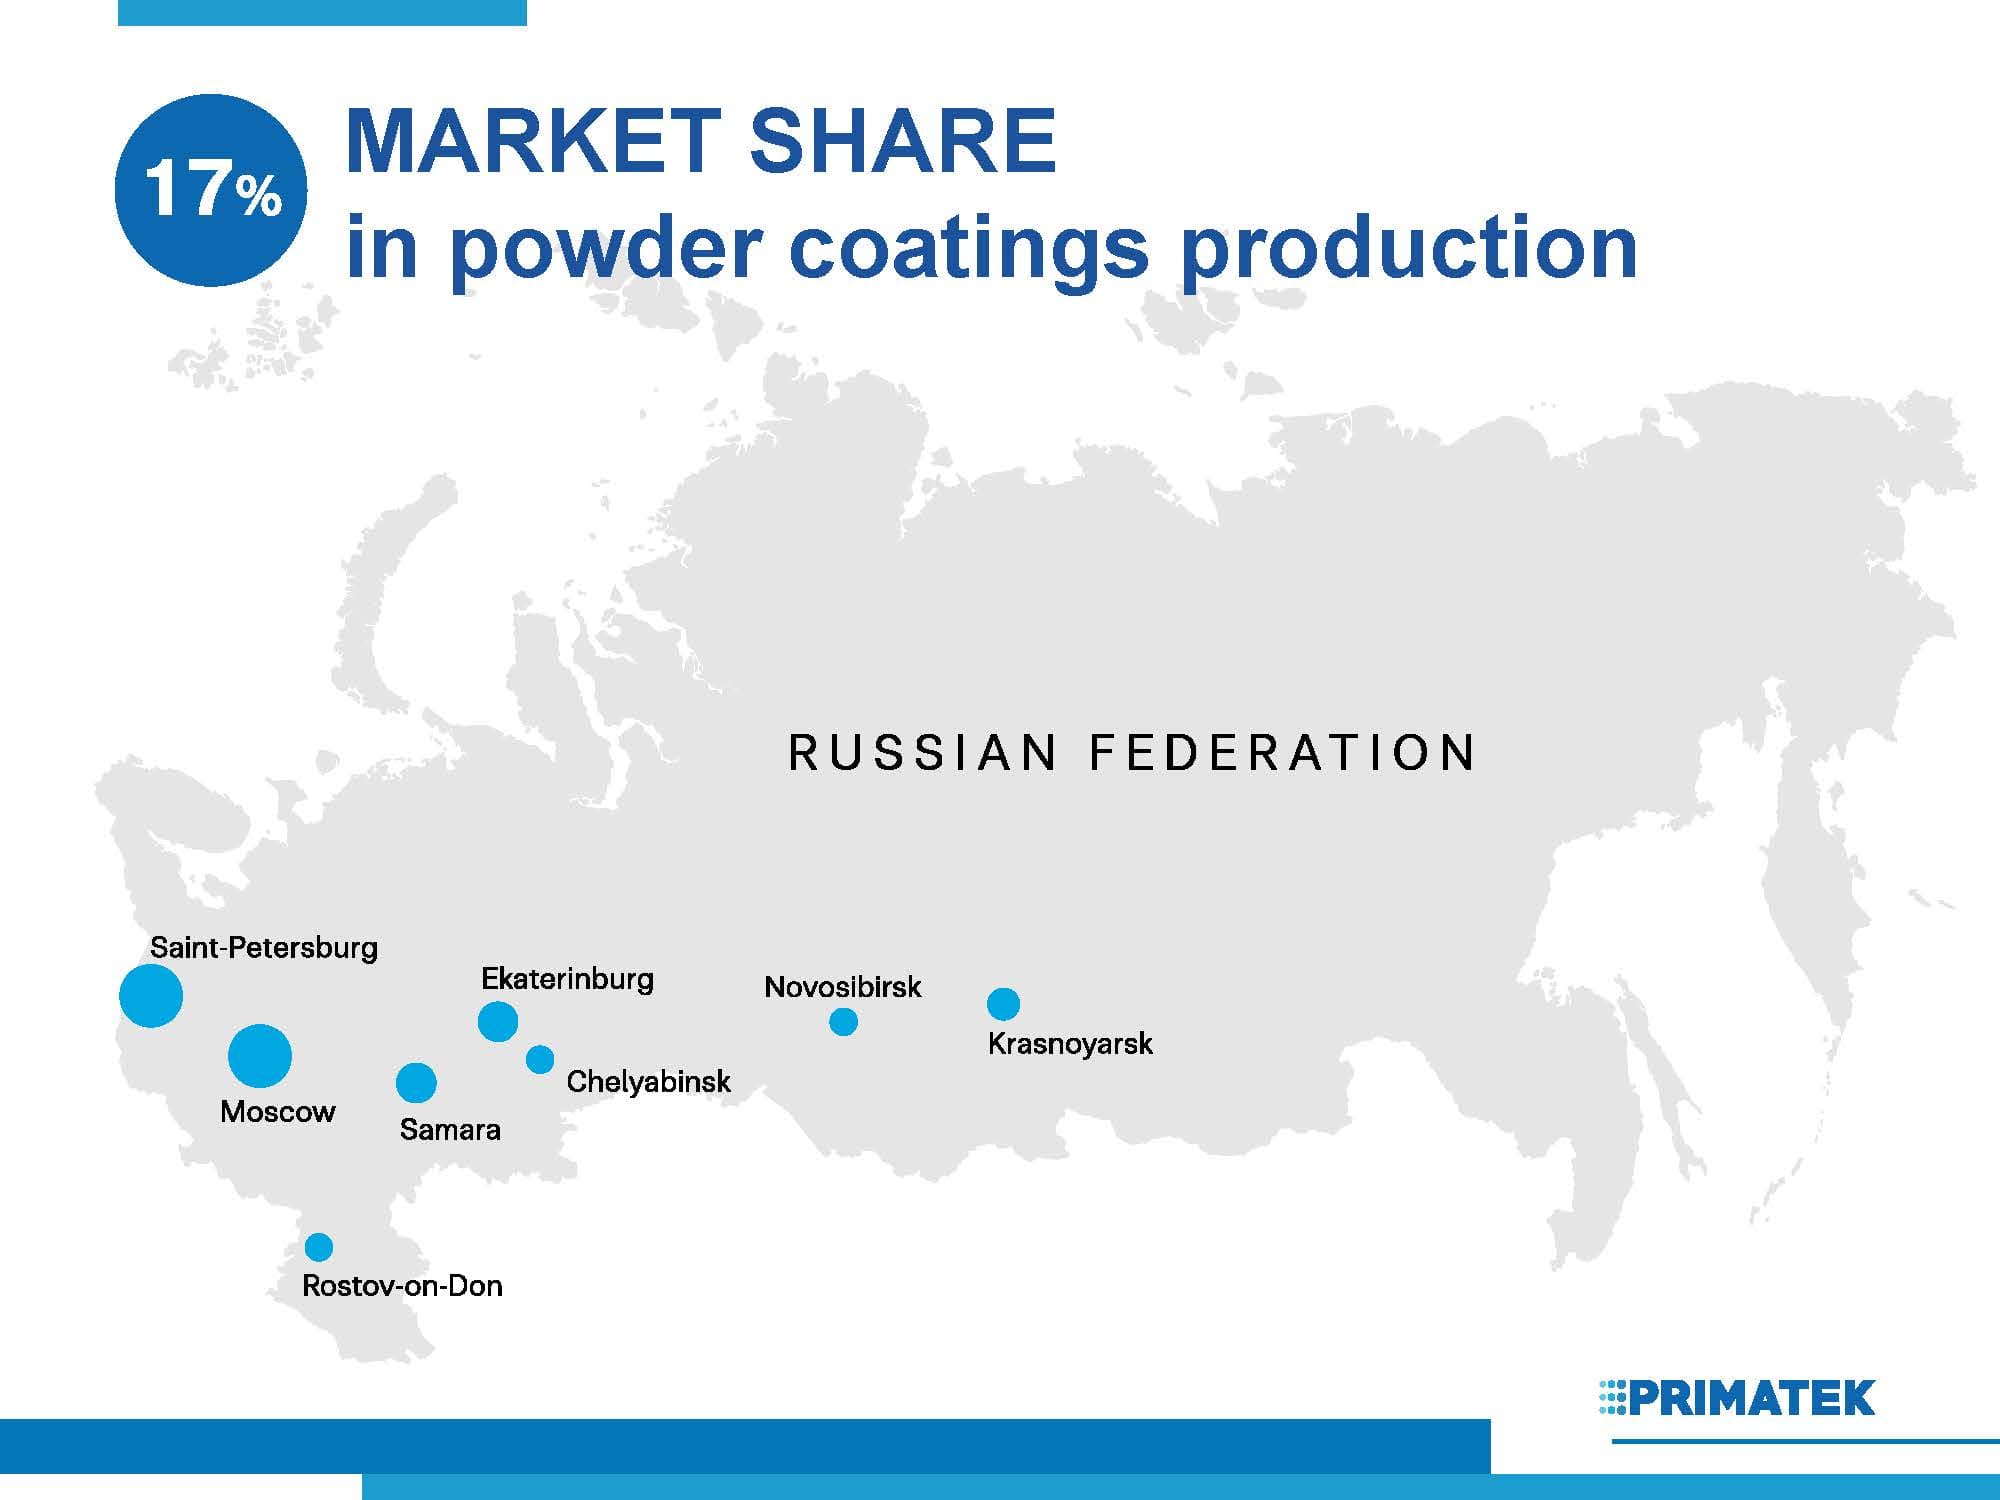 17%
MARKET SHARE
in powder coatings production
RUSSIAN FEDERATION
Saint-Petersburg
Ekaterinburg
Novosibirsk
Krasnoyarsk
Chelyabinsk
Moscow
Samara
Rostov-on-Don
PRIMATEK